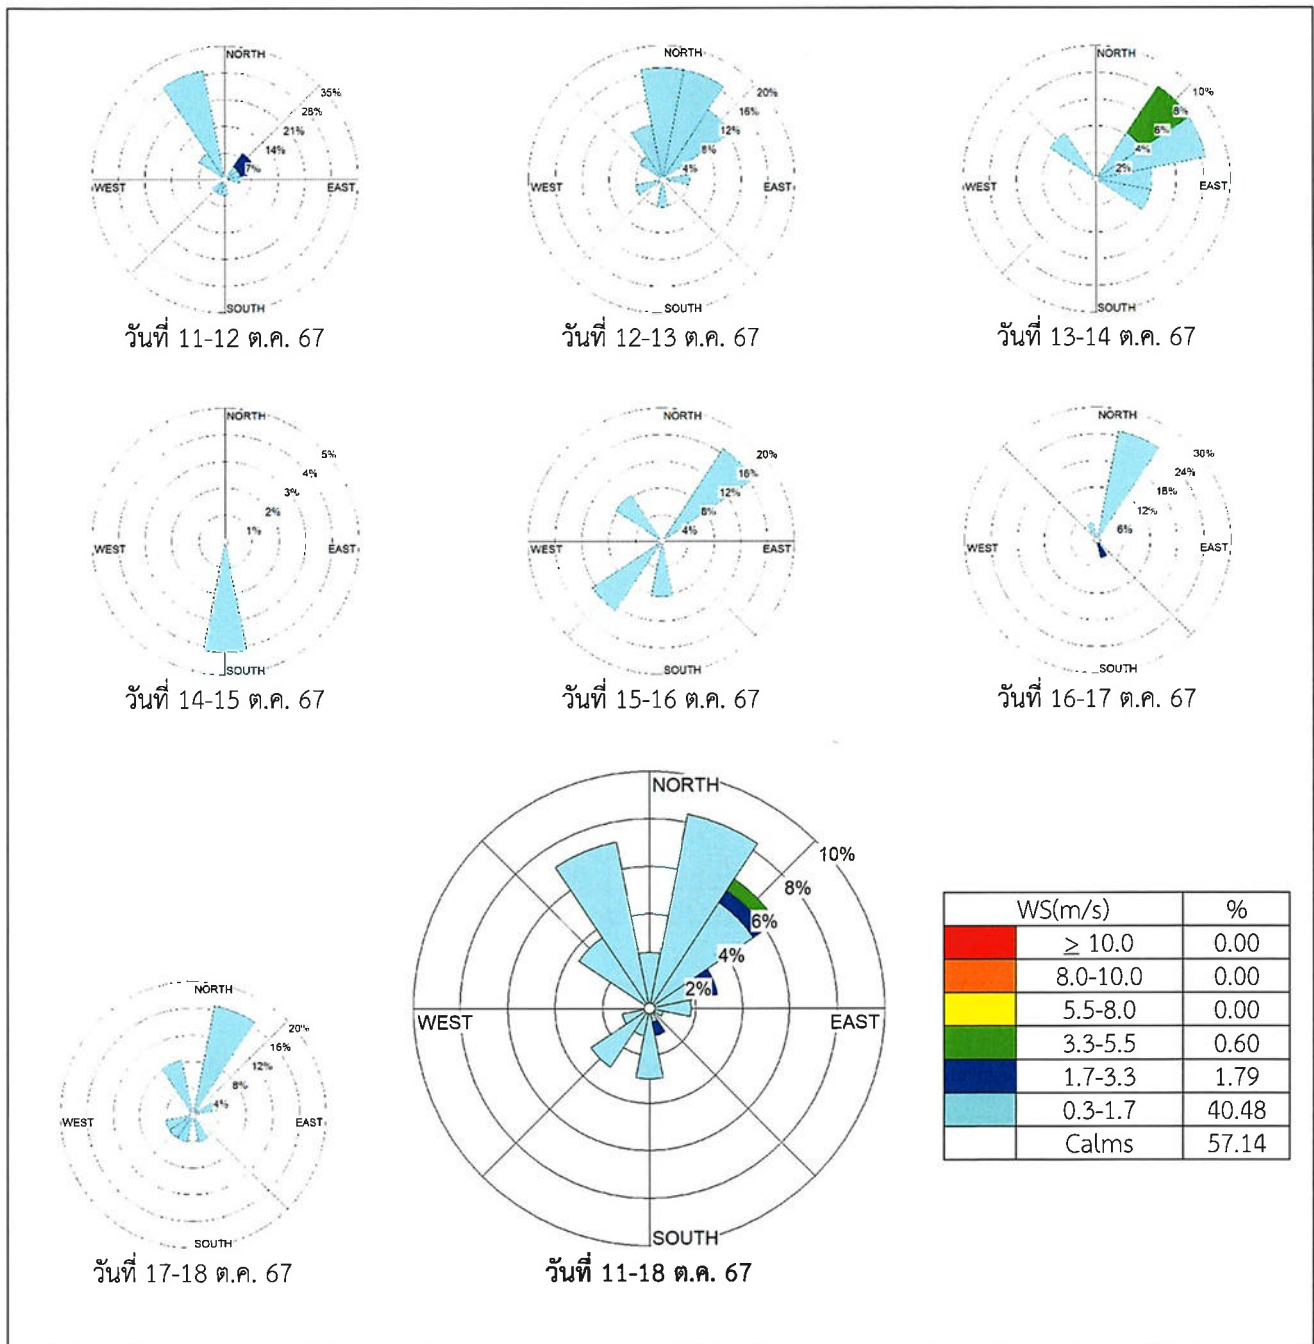 NORTH
35%
28%
21%
14%
7%
WEST
EAST
SOUTH
วันที่ 11-12 ต.ค. 67
NORTH
20%
16%
12%
8%
4%
WEST
EAST
SOUTH
วันที่ 12-13 ต.ค. 67
NORTH
10%
8%
6%
4%
2%
WEST
EAST
SOUTH
วันที่ 13-14 ต.ค. 67
NORTH
5%
4%
3%
2%
1%
WEST
EAST
SOUTH
วันที่ 14-15 ต.ค. 67
NORTH
20%
16%
12%
8%
4%
WEST
EAST
SOUTH
วันที่ 15-16 ต.ค. 67
NORTH
30%
24%
18%
12%
6%
WEST
EAST
SOUTH
วันที่ 16-17 ต.ค. 67
NORTH
20%
16%
12%
8%
4%
WEST
EAST
SOUTH
วันที่ 17-18 ต.ค. 67
NORTH
10%
8%
6%
4%
2%
WEST
EAST
SOUTH
วันที่ 11-18 ต.ค. 67
WS(m/s) %
≥ 10.0 0.00
8.0-10.0 0.00
5.5-8.0 0.00
3.3-5.5 0.60
1.7-3.3 1.79
0.3-1.7 40.48
Calms 57.14